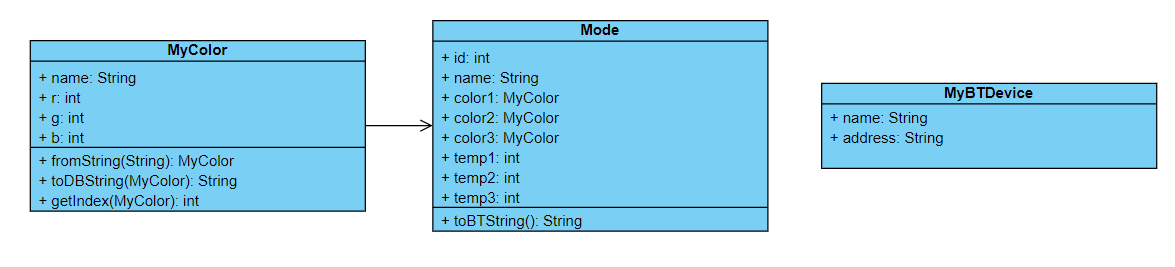 MyColor
+ name: String
+ r: int
+ g: int
+ b: int
+ fromString(String): MyColor
+ toDBString(MyColor): String
+ getIndex(MyColor): int
Mode
+ id: int
+ name: String
+ color1: MyColor
+ color2: MyColor
+ color3: MyColor
+ temp1: int
+ temp2: int
+ temp3: int
+ toBTString(): String
MyBTDevice
+ name: String
+ address: String